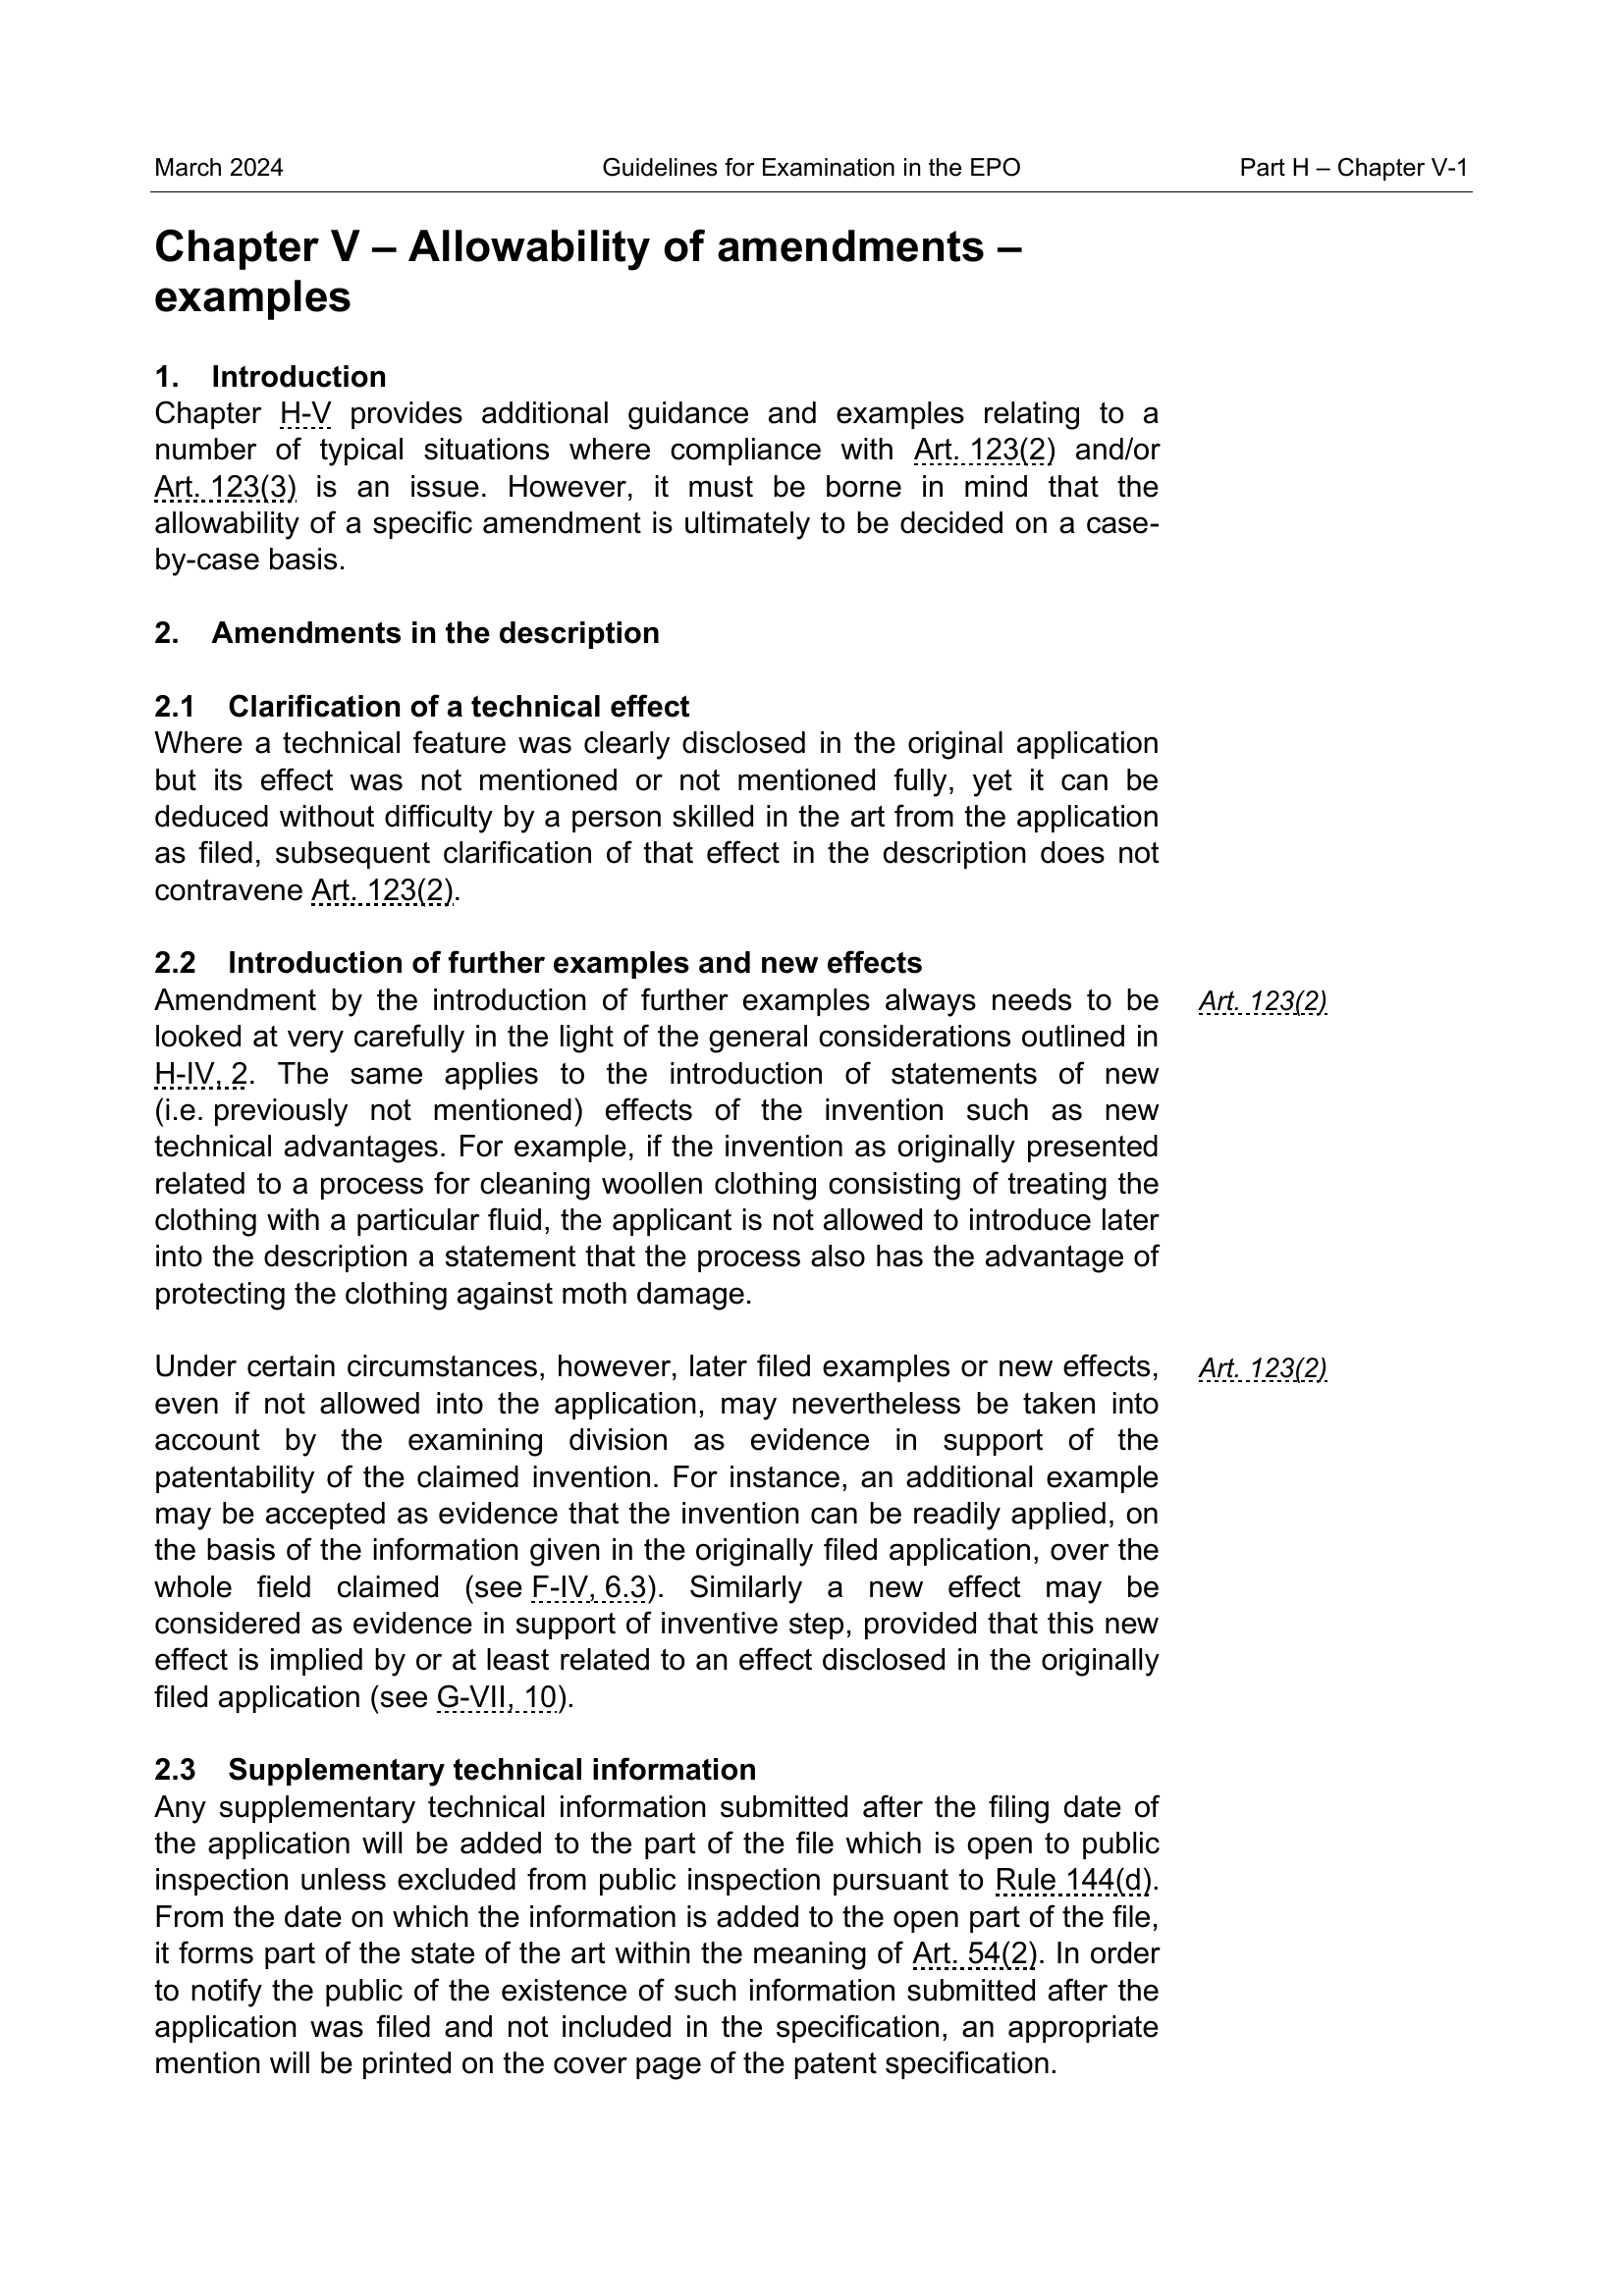 March 2024 Guidelines for Examination in the EPO Part H – Chapter V-1
Chapter V – Allowability of amendments –
examples
1. Introduction
Chapter H-V provides additional guidance and examples relating to a
number of typical situations where compliance with Art. 123(2) and/or
Art. 123(3) is an issue. However, it must be borne in mind that the
allowability of a specific amendment is ultimately to be decided on a case-
by-case basis.
2. Amendments in the description
2.1 Clarification of a technical effect
Where a technical feature was clearly disclosed in the original application
but its effect was not mentioned or not mentioned fully, yet it can be
deduced without difficulty by a person skilled in the art from the application
as filed, subsequent clarification of that effect in the description does not
contravene Art. 123(2).
2.2 Introduction of further examples and new effects
Amendment by the introduction of further examples always needs to be Art. 123(2)
looked at very carefully in the light of the general considerations outlined in
H-IV, 2. The same applies to the introduction of statements of new
(i.e. previously not mentioned) effects of the invention such as new
technical advantages. For example, if the invention as originally presented
related to a process for cleaning woollen clothing consisting of treating the
clothing with a particular fluid, the applicant is not allowed to introduce later
into the description a statement that the process also has the advantage of
protecting the clothing against moth damage.
Under certain circumstances, however, later filed examples or new effects, Art. 123(2)
even if not allowed into the application, may nevertheless be taken into
account by the examining division as evidence in support of the
patentability of the claimed invention. For instance, an additional example
may be accepted as evidence that the invention can be readily applied, on
the basis of the information given in the originally filed application, over the
whole field claimed (see F-IV, 6.3). Similarly a new effect may be
considered as evidence in support of inventive step, provided that this new
effect is implied by or at least related to an effect disclosed in the originally
filed application (see G-VII, 10).
2.3 Supplementary technical information
Any supplementary technical information submitted after the filing date of
the application will be added to the part of the file which is open to public
inspection unless excluded from public inspection pursuant to Rule 144(d).
From the date on which the information is added to the open part of the file,
it forms part of the state of the art within the meaning of Art. 54(2). In order
to notify the public of the existence of such information submitted after the
application was filed and not included in the specification, an appropriate
mention will be printed on the cover page of the patent specification.